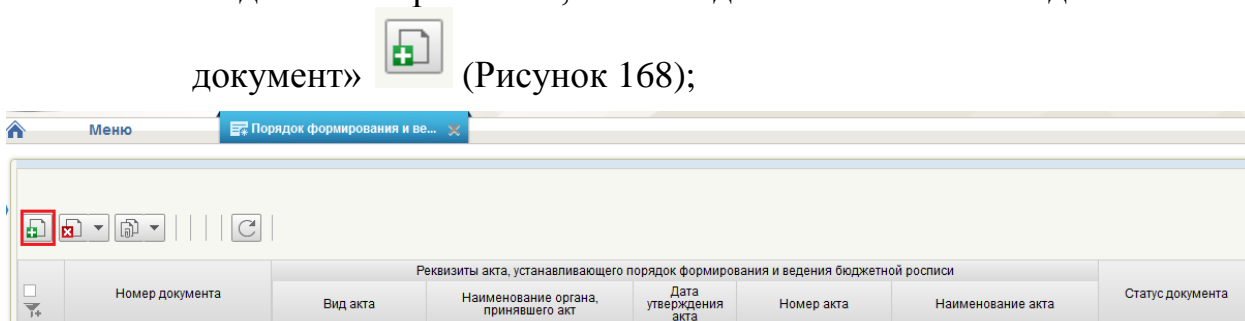 документ» (Рисунок 168);
Меню Порядок формирования и ве...
Реквизиты акта, устанавливающего порядок формирования и ведения бюджетной росписи
Номер документа Вид акта Наименование органа, принявшего акт Дата утверждения акта Номер акта Наименование акта Статус документа